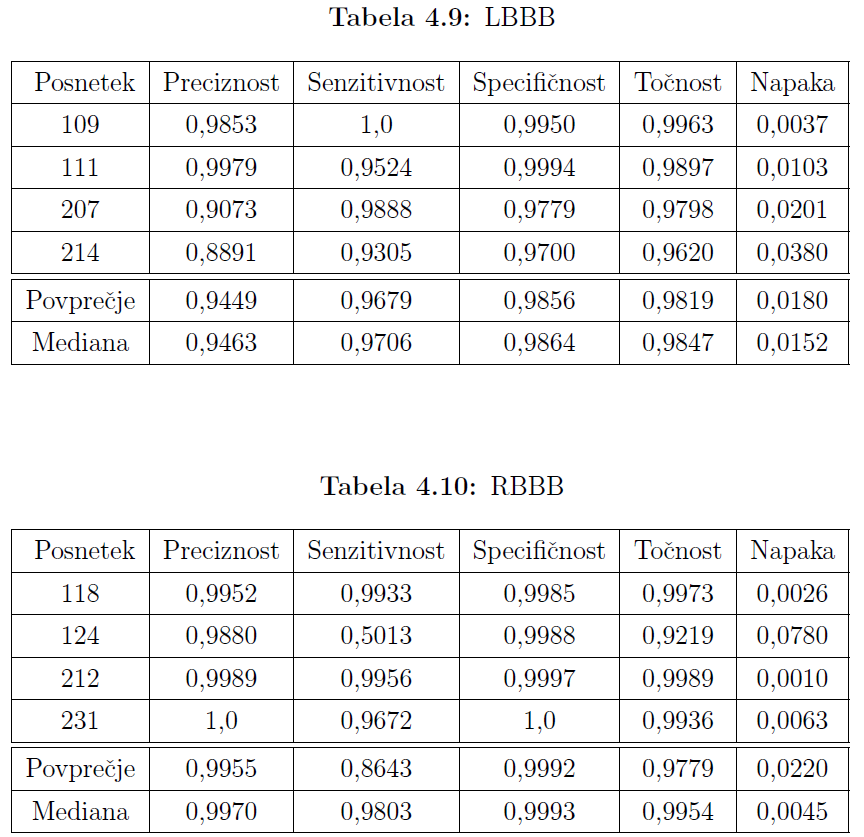 Tabela 4.9: LBBB
Posnetek Preciznost Senzitivnost Specifičnost Točnost Napaka
109 0,9853 1,0 0,9950 0,9963 0,0037
111 0,9979 0,9524 0,9994 0,9897 0,0103
207 0,9073 0,9888 0,9779 0,9798 0,0201
214 0,8891 0,9305 0,9700 0,9620 0,0380
Povprečje 0,9449 0,9679 0,9856 0,9819 0,0180
Mediana 0,9463 0,9706 0,9864 0,9847 0,0152
Tabela 4.10: RBBB
Posnetek Preciznost Senzitivnost Specifičnost Točnost Napaka
118 0,9952 0,9933 0,9985 0,9973 0,0026
124 0,9880 0,5013 0,9988 0,9219 0,0780
212 0,9989 0,9956 0,9997 0,9989 0,0010
231 1,0 0,9672 1,0 0,9936 0,0063
Povprečje 0,9955 0,8643 0,9992 0,9779 0,0220
Mediana 0,9970 0,9803 0,9993 0,9954 0,0045